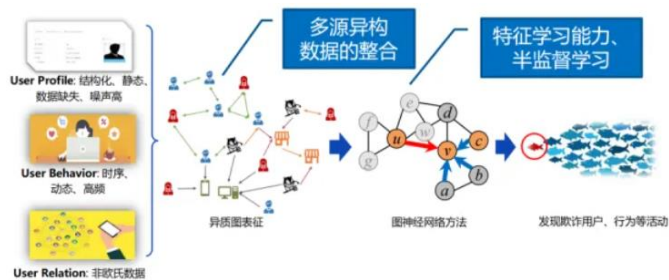 多源异构
数据的整合
特征学习能力、
半监督学习
User Profile: 结构化、静态、
数据缺失、噪声高
User Behavior: 时序、
动态、高频
User Relation: 非欧氏数据
异质图表征
e
d
f
w
u
v
c
g
a
b
图神经网络方法
发现欺诈用户、行为等活动